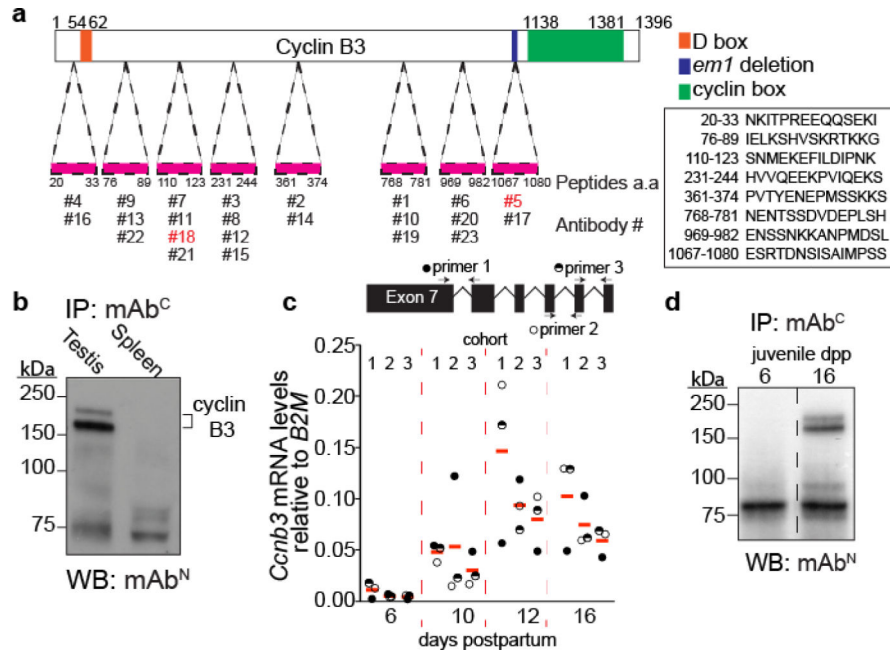 a
1 54 62 1138 1381 1396
Cyclin B3
D box
em1 deletion
cyclin box
20 33 76 89 110 123 231 244 361 374 768 781 969 982 1067 1080 Peptides a.a
#4 #9 #7 #3 #2 #1 #6 #5
#16 #13 #11 #8 #14 #10 #20 #17 Antibody #
#22 #18 #12 #19 #23
#21 #15
20-33 NKITPREEQQSEKI
76-89 IELKSHVSKRTKKG
110-123 SNMEKEFILDIPNK
231-244 HVVQEEKPVIQEKS
361-374 PVTYENEPMSSKKS
768-781 NENTSSDVDEPLSH
969-982 ENSSNKKANPMDSL
1067-1080 ESRTDNSISAIMPSS
b
IP: mAbC
Testis
Spleen
kDa
250
150
100
75
cyclin
B3
WB: mAbN
c
primer 1 primer 3
Exon 7
primer 2
cohort
1 2 3 1 2 3 1 2 3 1 2 3
Ccnb3 mRNA levels
relative to B2M
0.25
0.20
0.15
0.10
0.05
0.00
6 10 12 16
days postpartum
d
IP: mAbC
juvenile dpp
kDa 6 16
250
150
100
75
WB: mAbN